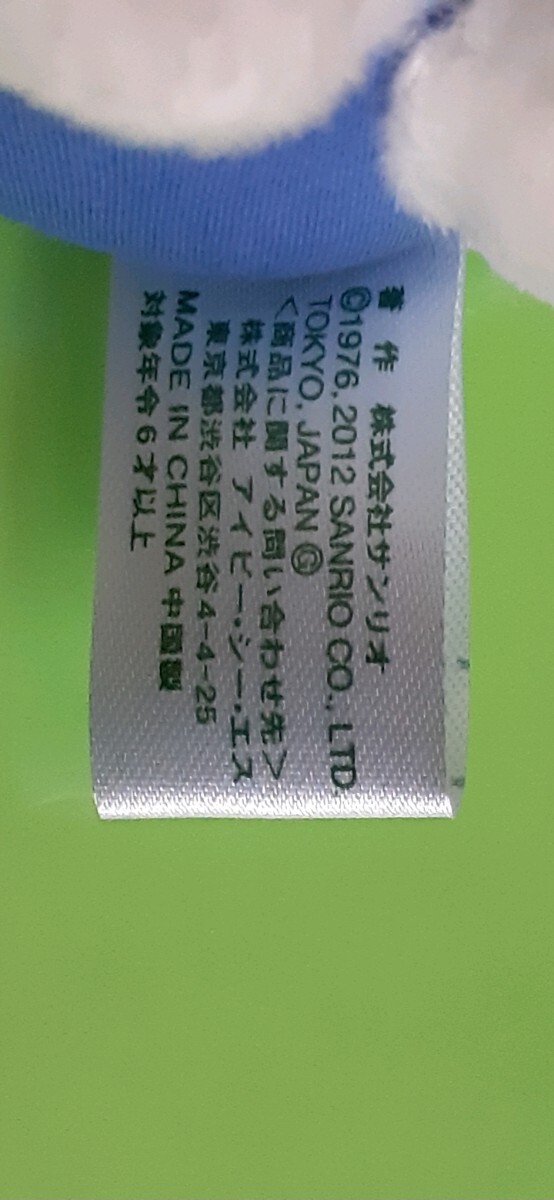 著 作 株式会社サンリオ
©1976, 2012 SANRIO CO., LTD.
TOKYO, JAPAN Ⓖ
<商品に関する問い合わせ先>
株式会社 アイビー・シー・エス
東京都渋谷区渋谷4-4-25
MADE IN CHINA 中国製
対象年令6才以上